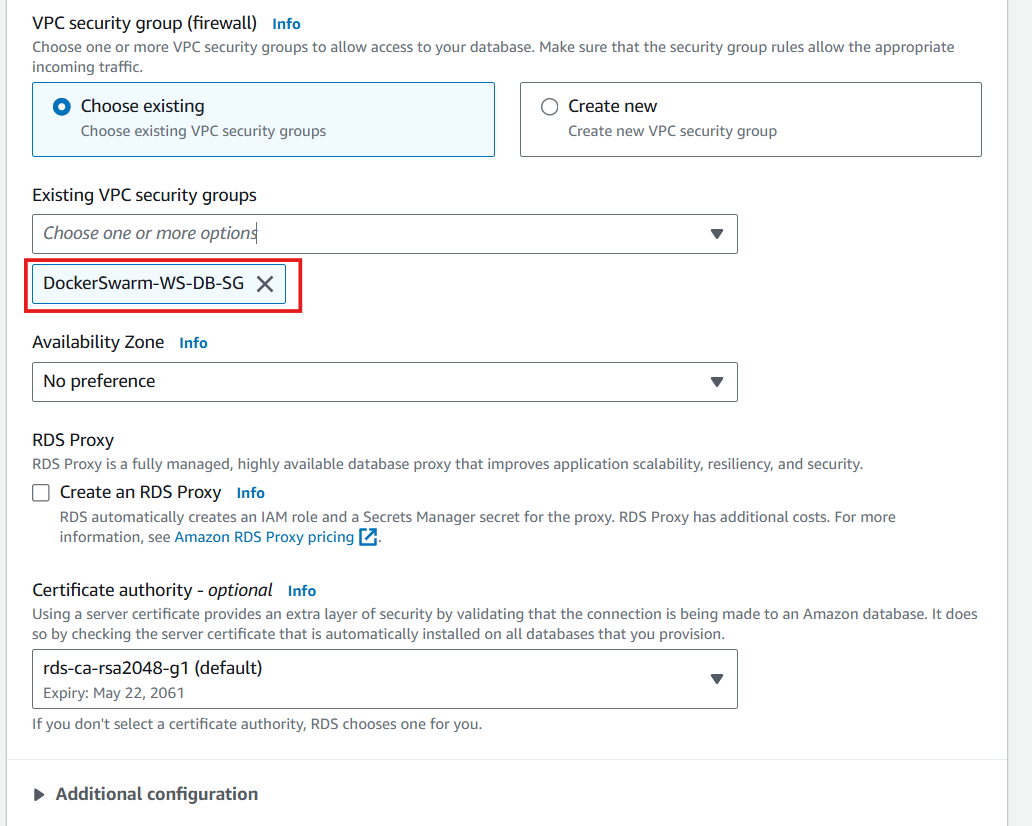 VPC security group (firewall) Info
Choose one or more VPC security groups to allow access to your database. Make sure that the security group rules allow the appropriate
incoming traffic.
Choose existing
Choose existing VPC security groups
Create new
Create new VPC security group
Existing VPC security groups
Choose one or more options
DockerSwarm-WS-DB-SG
Availability Zone Info
No preference
RDS Proxy
RDS Proxy is a fully managed, highly available database proxy that improves application scalability, resiliency, and security.
Create an RDS Proxy Info
RDS automatically creates an IAM role and a Secrets Manager secret for the proxy. RDS Proxy has additional costs. For more
information, see Amazon RDS Proxy pricing.
Certificate authority - optional Info
Using a server certificate provides an extra layer of security by validating that the connection is being made to an Amazon database. It does
so by checking the server certificate that is automatically installed on all databases that you provision.
rds-ca-rsa2048-g1 (default)
Expiry: May 22, 2061
If you don't select a certificate authority, RDS chooses one for you.
Additional configuration